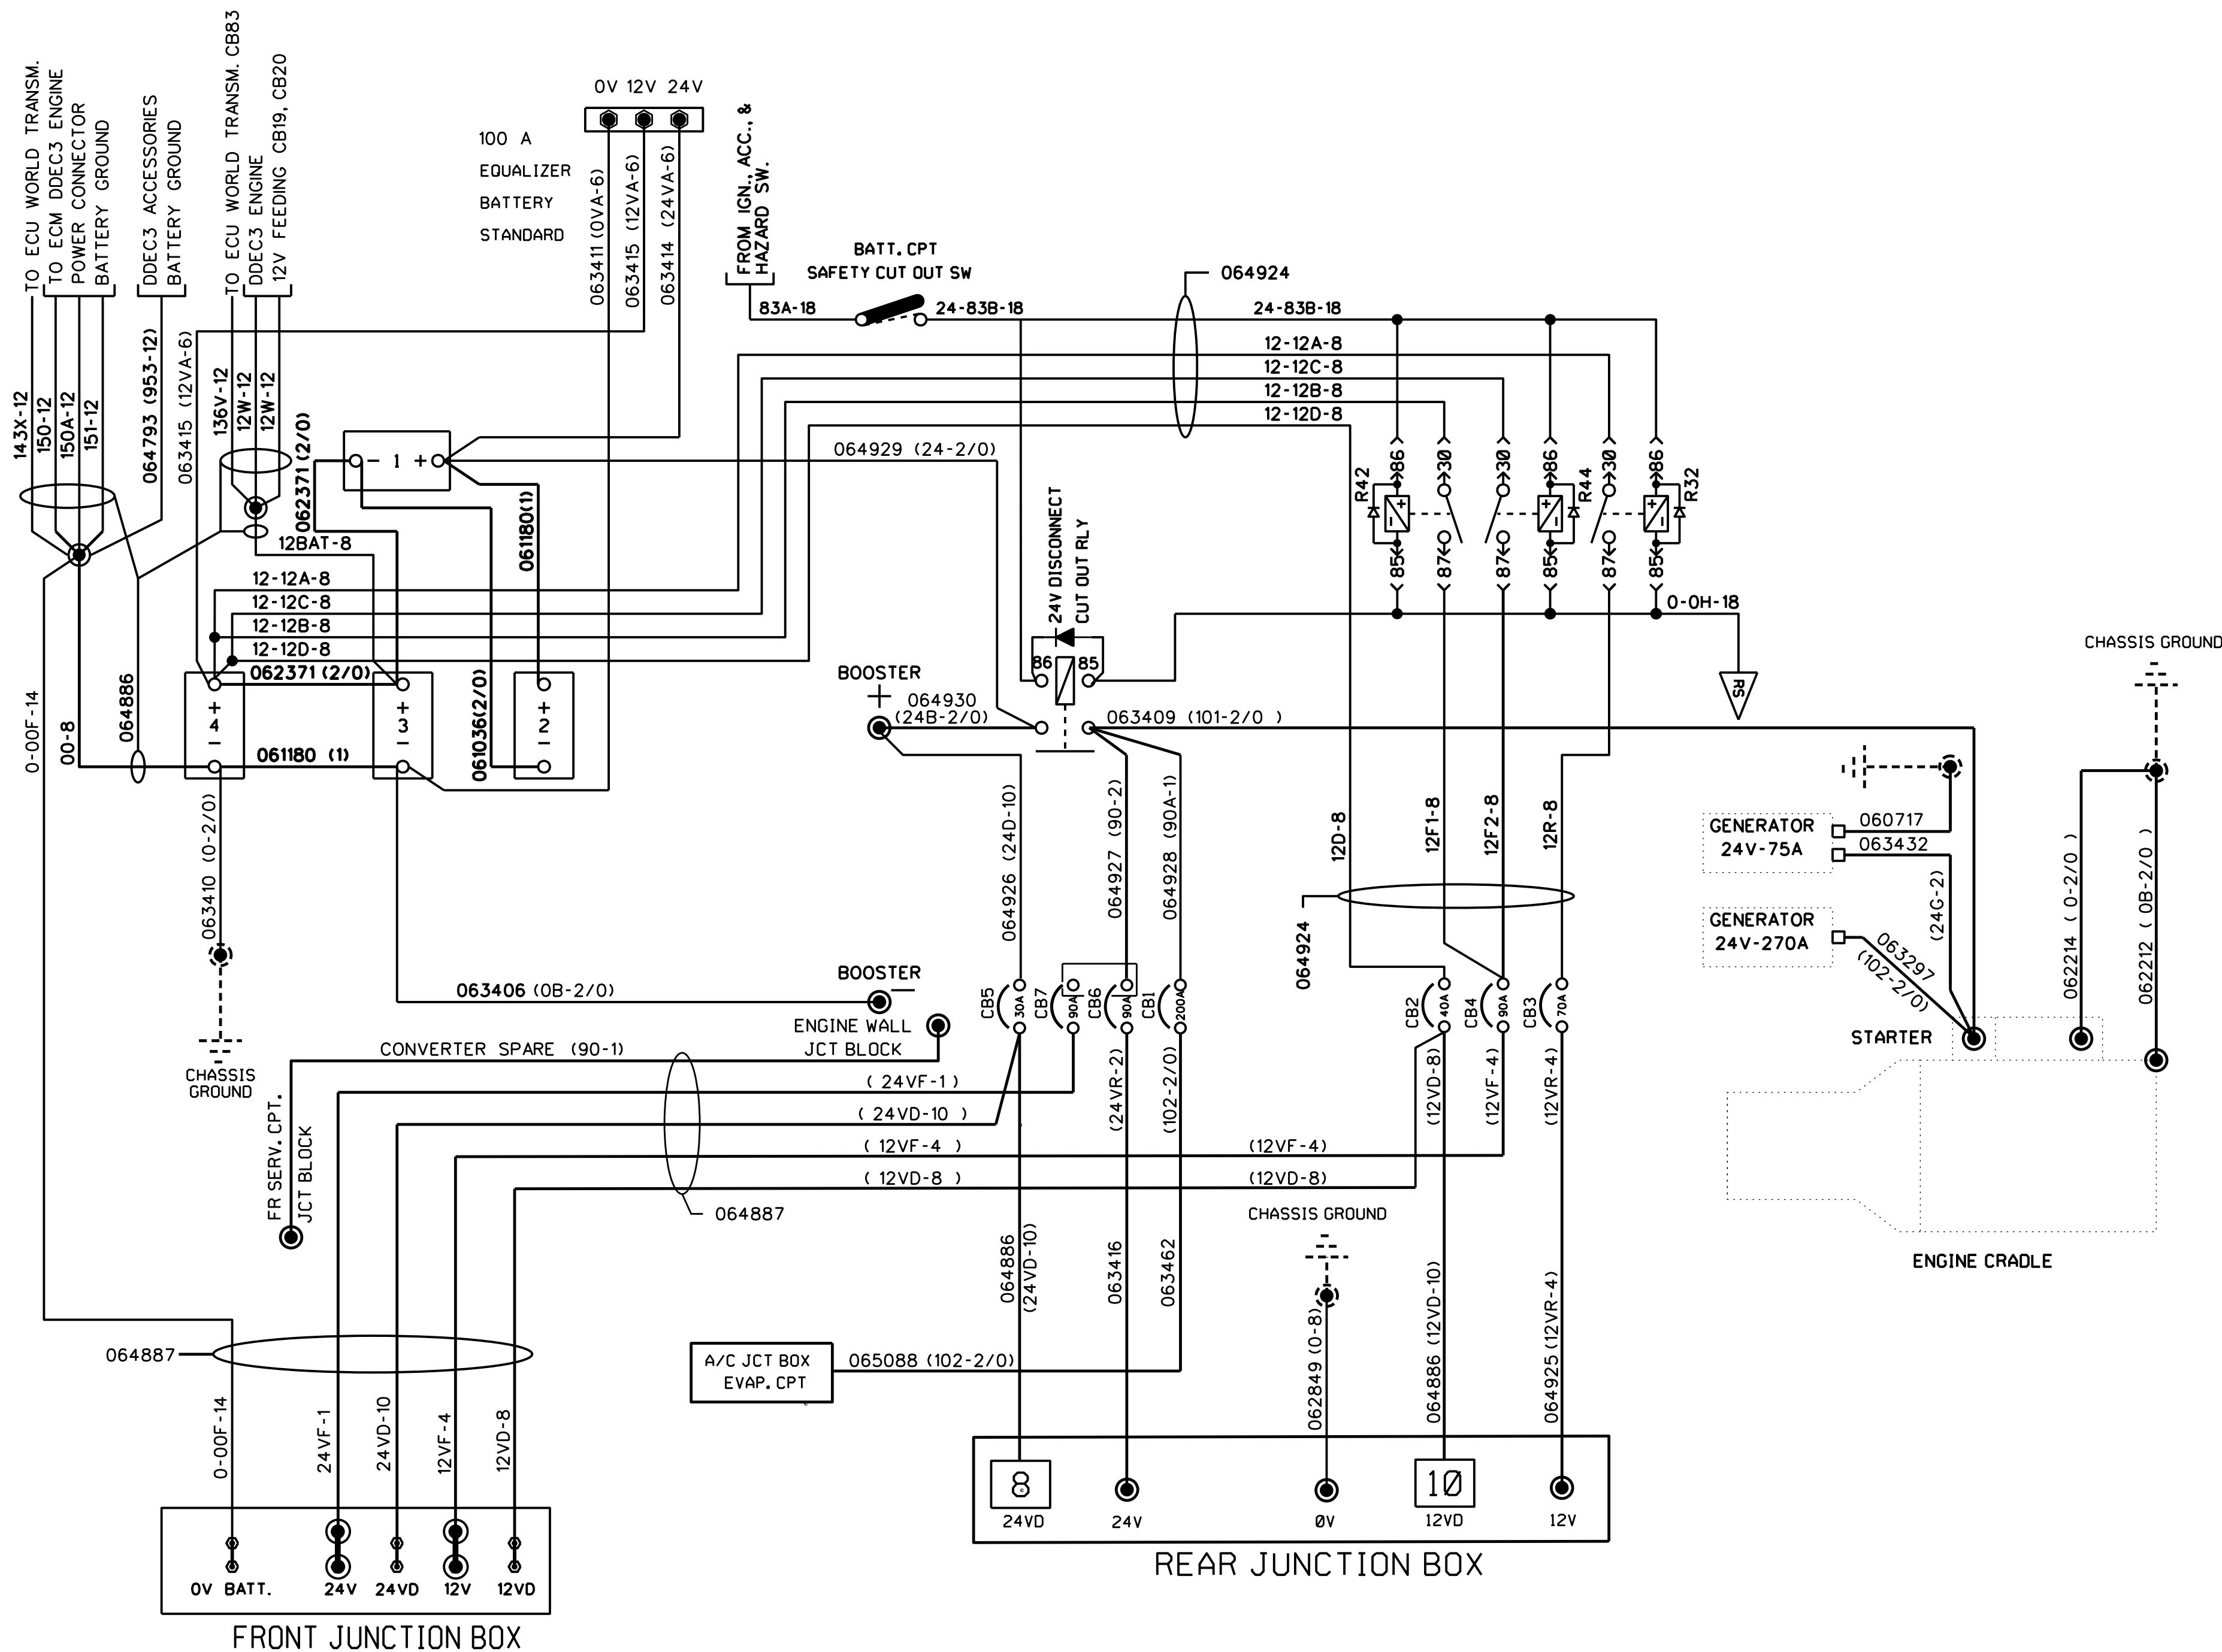 TO ECU WORLD TRANSM.
TO ECM DDEC3 ENGINE
POWER CONNECTOR
BATTERY GROUND
DDEC3 ACCESSORIES
BATTERY GROUND
TO ECU WORLD TRANSM. CB83
DDEC3 ENGINE
12V FEEDING CB19, CB20
0V 12V 24V
100 A
EQUALIZER
BATTERY
STANDARD
063411 (0VA-6)
063415 (12VA-6)
063414 (24VA-6)
FROM IGN., ACC., &
HAZARD SW.
BATT. CPT
SAFETY CUT OUT SW
83A-18
24-83B-18
24-83B-18
064924
12-12A-8
12-12C-8
12-12B-8
12-12D-8
143X-12
150-12
150A-12
151-12
064793 (953-12)
063415 (12VA-6)
136V-12
12W-12
12W-12
062371 (2/0)
- 1 +
064929 (24-2/0)
061180(1)
12BAT-8
12-12A-8
12-12C-8
12-12B-8
12-12D-8
062371 (2/0)
061180 (1)
061036(2/0)
+
4
-
+
3
-
+
2
-
0-00F-14
00-8
064886
24V DISCONNECT
CUT OUT RLY
86
85
R42
86
30
30
86
R44
30
86
R32
+
+
+
85
87
87
85
87
85
0-0H-18
RS
BOOSTER
+
064930
(24B-2/0)
063409 (101-2/0 )
CHASSIS GROUND
GENERATOR
24V-75A
060717
063432
(24G-2)
GENERATOR
24V-270A
063297
(102-2/0)
062214 ( 0-2/0 )
062212 ( 0B-2/0 )
STARTER
ENGINE CRADLE
063410 (0-2/0)
CHASSIS
GROUND
063406 (0B-2/0)
BOOSTER
-
ENGINE WALL
JCT BLOCK
CONVERTER SPARE (90-1)
FR SERV. CPT.
JCT BLOCK
064926 (24D-10)
064927 (90-2)
064928 (90A-1)
12D-8
12F1-8
12F2-8
12R-8
064924
CB5
30A
CB7
90A
CB6
90A
CB1
200A
CB2
40A
CB4
90A
CB3
70A
( 24VF-1 )
( 24VD-10 )
( 12VF-4 )
( 12VD-8 )
(24VR-2)
(102-2/0)
(12VF-4)
(12VD-8)
(12VD-8)
(12VF-4)
(12VR-4)
064887
CHASSIS GROUND
064886
(24VD-10)
063416
063462
062849 (0-8)
064886 (12VD-10)
064925 (12VR-4)
A/C JCT BOX
EVAP. CPT
065088 (102-2/0)
064887
0-00F-14
24VF-1
24VD-10
12VF-4
12VD-8
0V BATT.
24V
24VD
12V
12VD
FRONT JUNCTION BOX
8
10
24VD
24V
0V
12VD
12V
REAR JUNCTION BOX